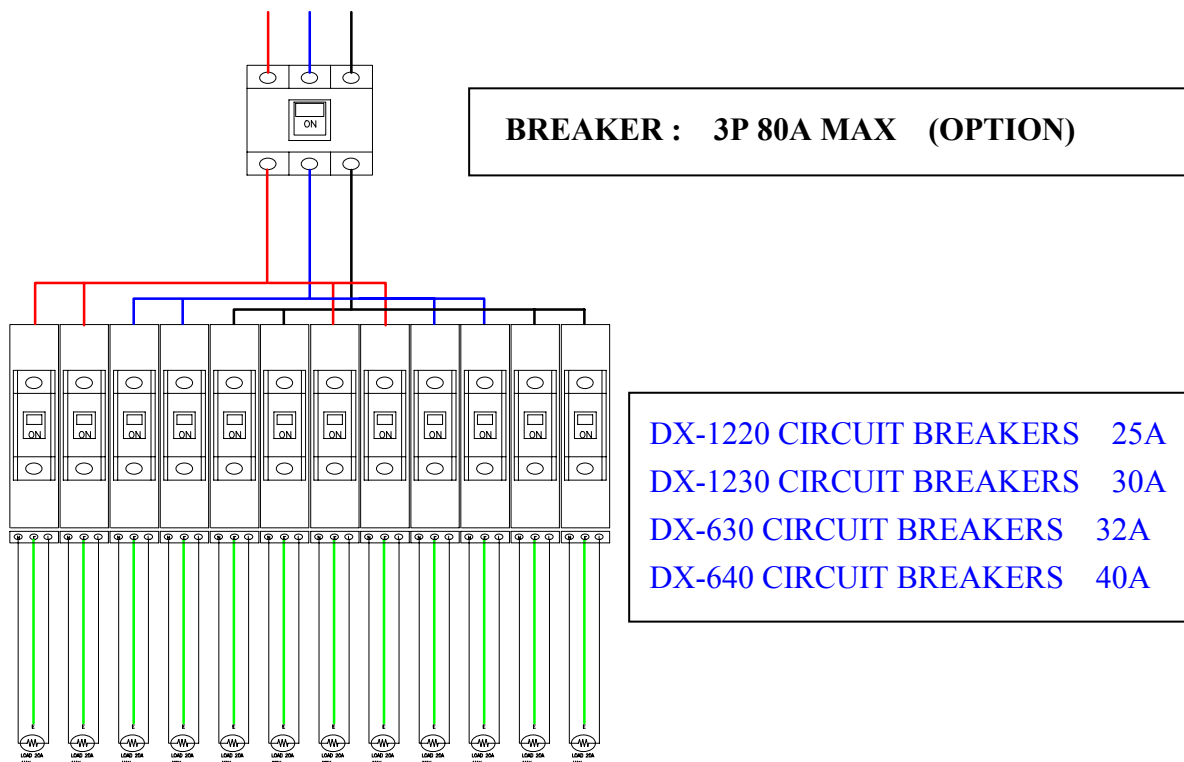 ON
BREAKER : 3P 80A MAX (OPTION)
ON ON ON ON ON ON ON ON ON ON ON ON
DX-1220 CIRCUIT BREAKERS 25A
DX-1230 CIRCUIT BREAKERS 30A
DX-630 CIRCUIT BREAKERS 32A
DX-640 CIRCUIT BREAKERS 40A
E E E E E E E E E E E E
LOAD 20A LOAD 20A LOAD 20A LOAD 20A LOAD 20A LOAD 20A LOAD 20A LOAD 20A LOAD 20A LOAD 20A LOAD 20A LOAD 20A